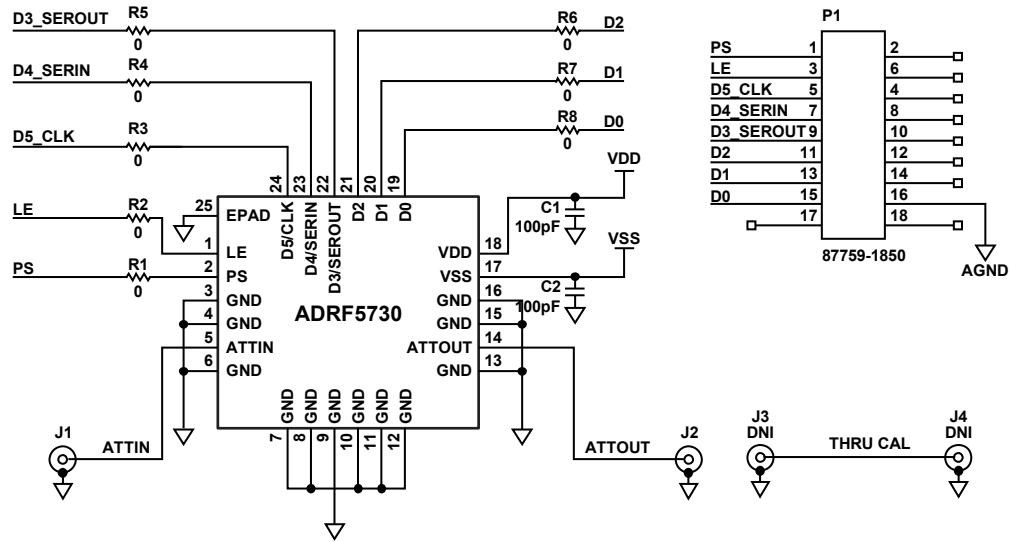 D3_SEROUT
R5
0
D4_SERIN
R4
0
D5_CLK
R3
0
LE
R2
0
PS
R1
0
R6
0
D2
R7
0
D1
R8
0
D0
24
23
22
21
20
19
D5/CLK
D4/SERIN
D3/SEROUT
D2
D1
D0
25
EPAD
1
LE
2
PS
3
GND
4
GND
5
ATTIN
6
GND
ADRF5730
VDD
18
VSS
17
GND
16
GND
15
ATTOUT
14
GND
13
GND
GND
GND
GND
GND
GND
7
8
9
10
11
12
VDD
C1
100pF
VSS
C2
100pF
J1
ATTIN
ATTOUT
J2
P1
PS
1
2
LE
3
6
D5_CLK
5
4
D4_SERIN
7
8
D3_SEROUT
9
10
D2
11
12
D1
13
14
D0
15
16
17
18
87759-1850
AGND
J3
DNI
THRU CAL
J4
DNI